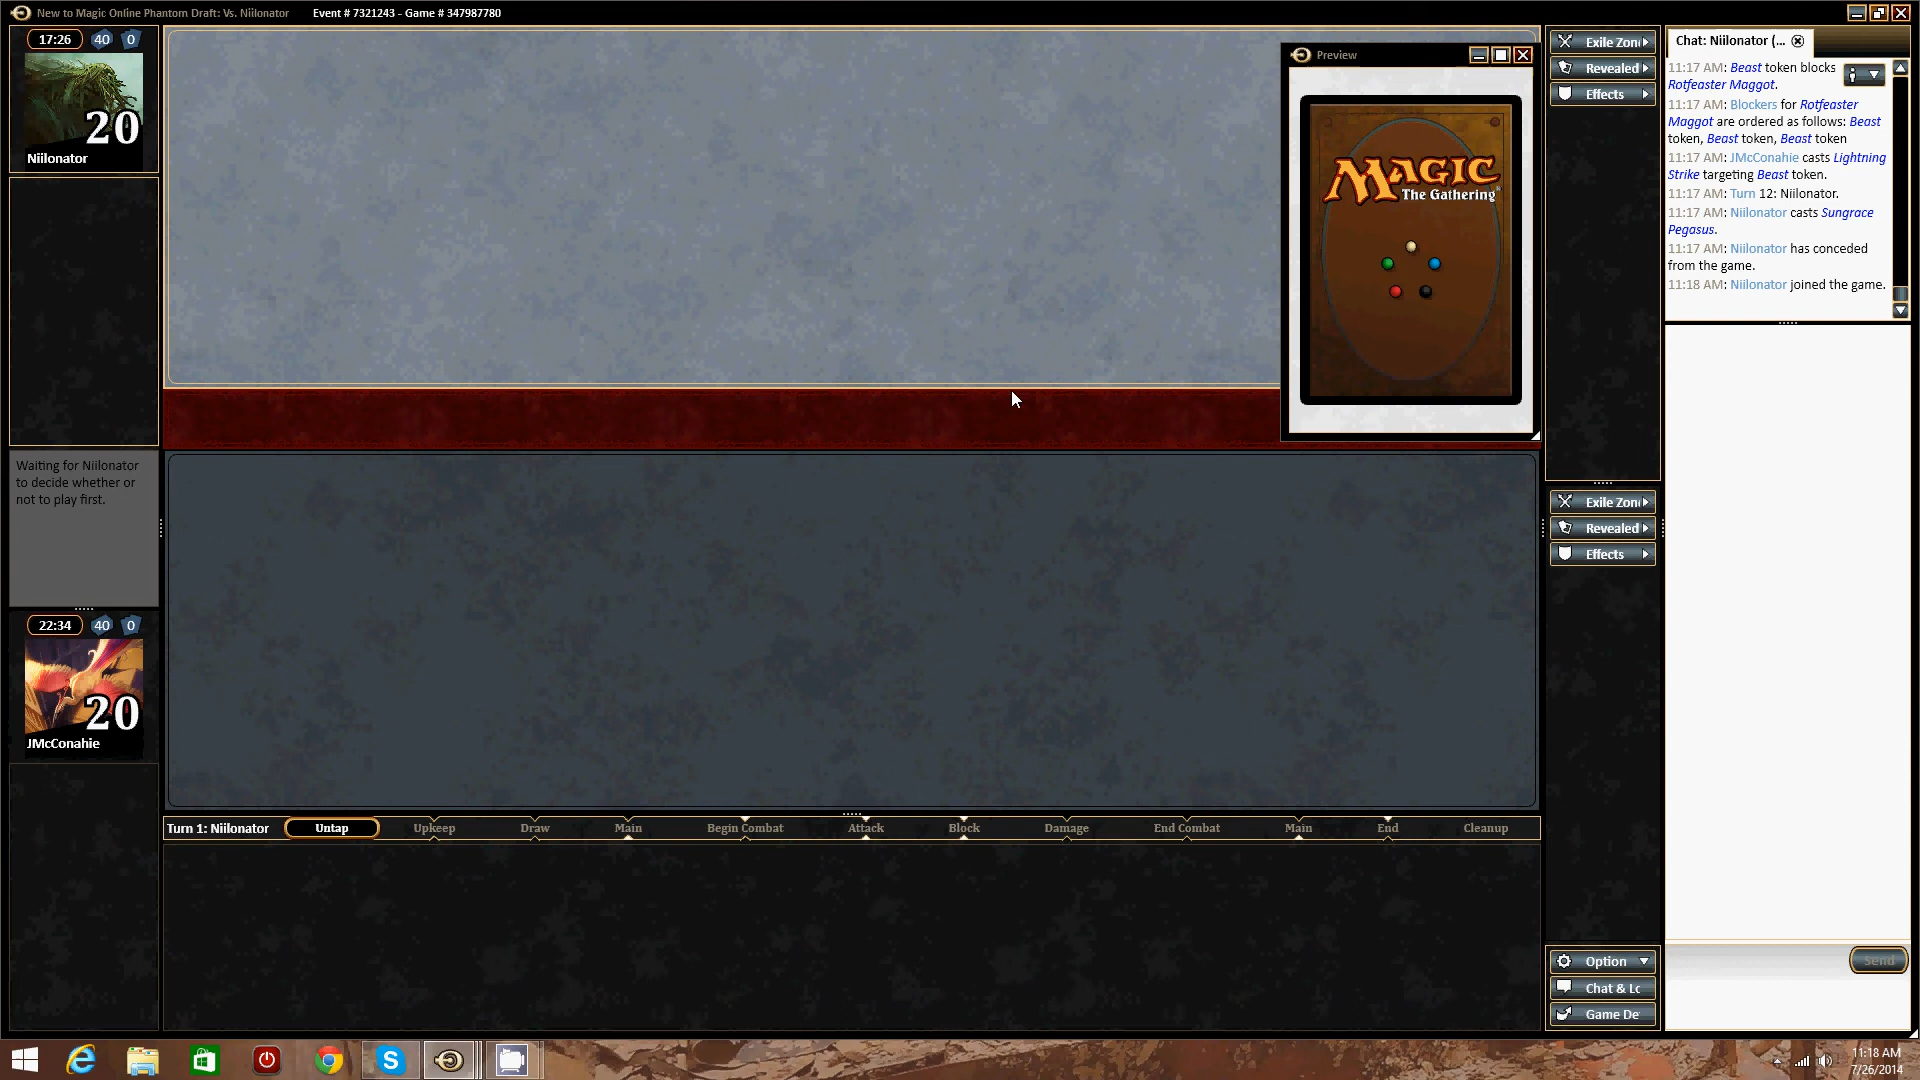 New to Magic Online Phantom Draft: Vs. Niilonator
Event # 7321243 - Game # 347987780
17:26
40
0
20
Niilonator
Waiting for Niilonator
to decide whether or
not to play first.
22:34
40
0
20
JMcConahie
Preview
MAGIC
The Gathering
Exile Zon
Revealed
Effects
Exile Zon
Revealed
Effects
Turn 1: Niilonator
Untap
Upkeep
Draw
Main
Begin Combat
Attack
Block
Damage
End Combat
Main
End
Cleanup
Option
Chat & Lc
Game De
Chat: Niilonator (...
11:17 AM: Beast token blocks
Rotfeaster Maggot.
11:17 AM: Blockers for Rotfeaster
Maggot are ordered as follows: Beast
token, Beast token, Beast token
11:17 AM: JMcConahie casts Lightning
Strike targeting Beast token.
11:17 AM: Turn 12: Niilonator.
11:17 AM: Niilonator casts Sungrace
Pegasus.
11:17 AM: Niilonator has conceded
from the game.
11:18 AM: Niilonator joined the game.
Send
11:18 AM
7/26/2014